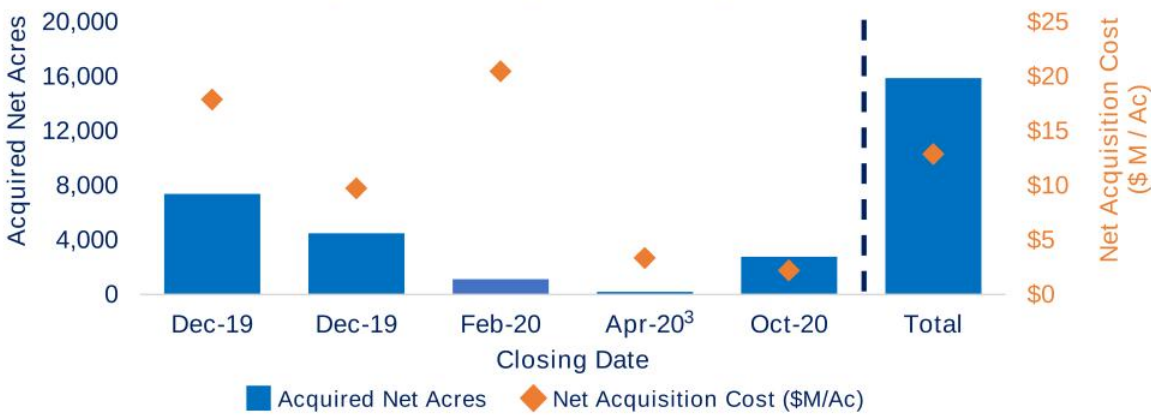 Acquired Net Acres
20,000
16,000
12,000
8,000
4,000
0
$25
$20
$15
$10
$5
$0
Net Acquisition Cost
($ M / Ac)
Dec-19 Dec-19 Feb-20 Apr-20³ Oct-20 Total
Closing Date
Acquired Net Acres Net Acquisition Cost ($M/Ac)